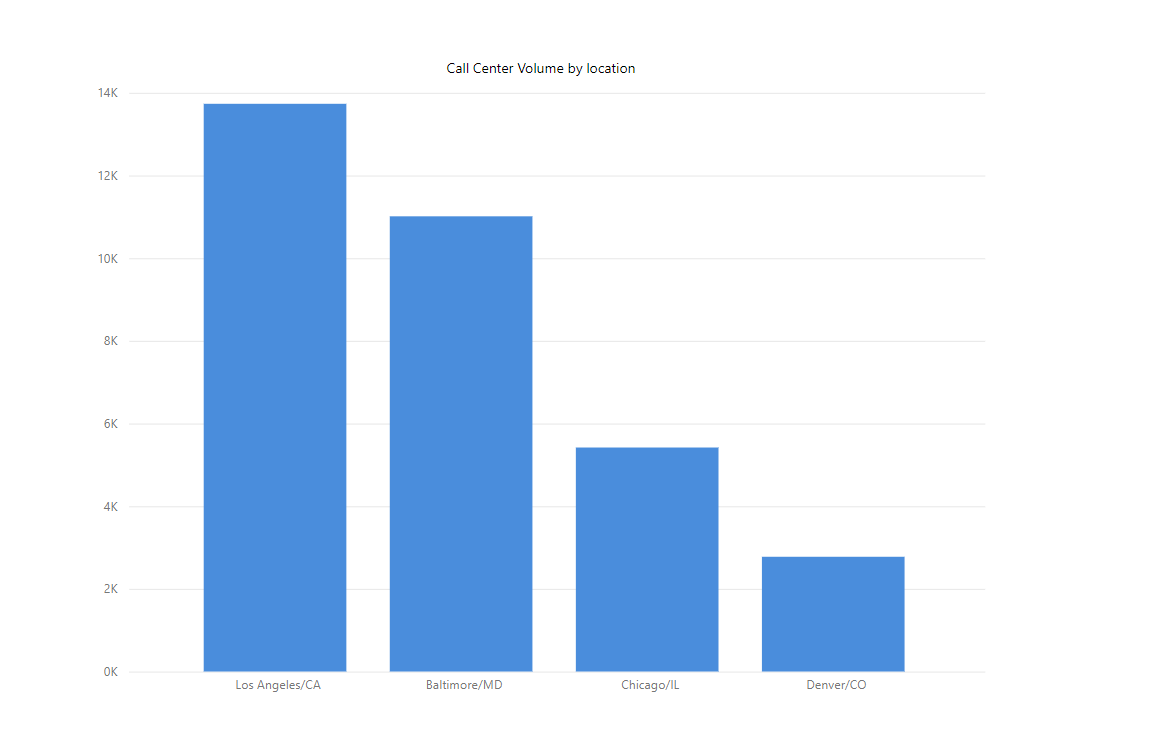 Call Center Volume by location
14K
12K
10K
8K
6K
4K
2K
0K
Los Angeles/CA Baltimore/MD Chicago/IL Denver/CO